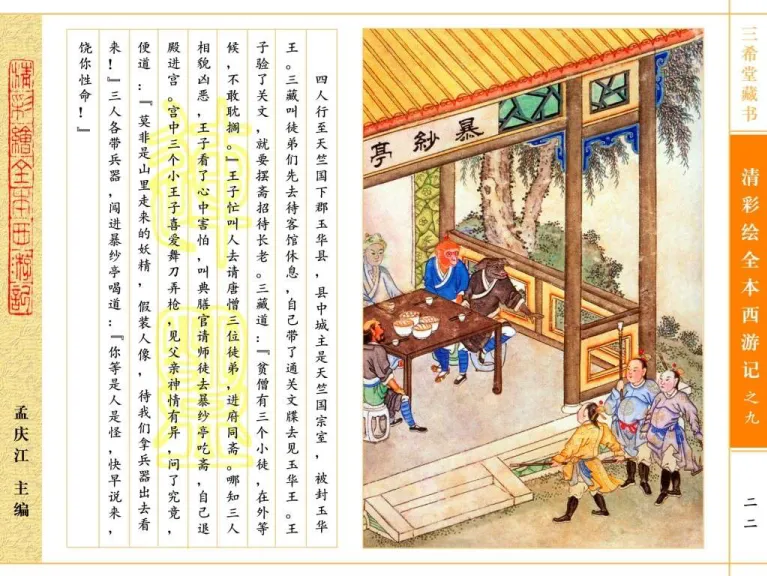 三希堂藏书
清彩绘全本西游记之九
二二
暴紗亭
四人行至天竺国下郡玉华县，县中城主是天竺国宗室，被封玉华
王。三藏叫徒弟们先去待客馆休息，自己带了通关文牒去见玉华王。王
子验了关文，就要摆斋招待长老。三藏道：『贫僧有三个小徒，在外等
候，不敢耽搁。』王子忙叫人去请唐僧三位徒弟，进府同斋。哪知三人
相貌凶恶，王子看了心中害怕，叫典膳官请师徒去暴纱亭吃斋，自己退
殿进宫。宫中三个小王子喜爱舞刀弄枪，见父亲神情有异，问了究竟，
便道：『莫非是山里走来的妖精，假装人像，待我们拿兵器出去看
来！』三人各带兵器，闯进暴纱亭喝道：『你等是人是怪，快早说来，
饶你性命！』
清彩繪全本西游記
孟庆江 主编